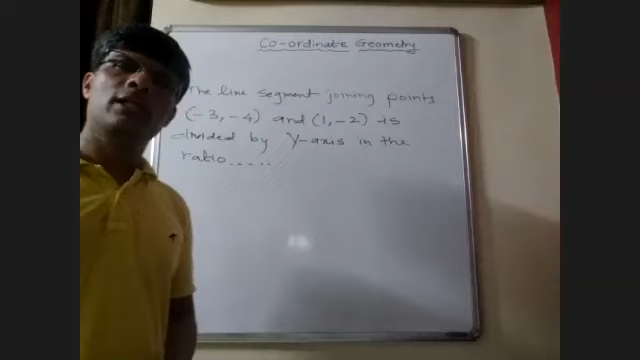 Co-ordinate Geometry
The line segment joining points
(-3, -4) and (1, -2) is
divided by Y-axis in the
ratio.....